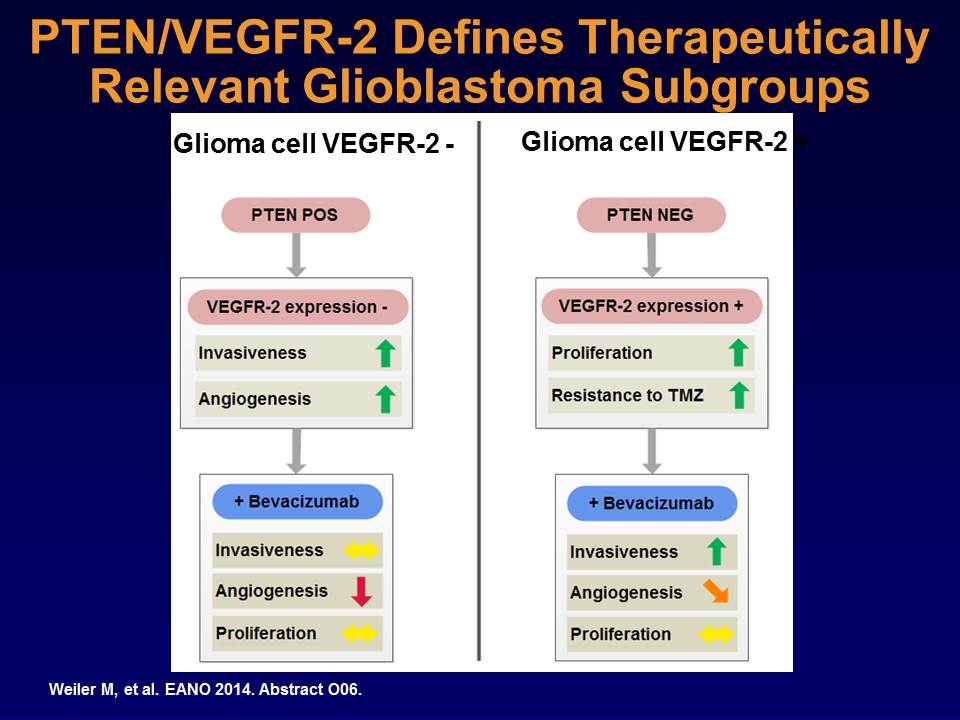 PTEN/VEGFR-2 Defines Therapeutically
Relevant Glioblastoma Subgroups
Glioma cell VEGFR-2 -
PTEN POS
VEGFR-2 expression -
Invasiveness
Angiogenesis
+ Bevacizumab
Invasiveness
Angiogenesis
Proliferation
Glioma cell VEGFR-2 +
PTEN NEG
VEGFR-2 expression +
Proliferation
Resistance to TMZ
+ Bevacizumab
Invasiveness
Angiogenesis
Proliferation
Weiler M, et al. EANO 2014. Abstract O06.